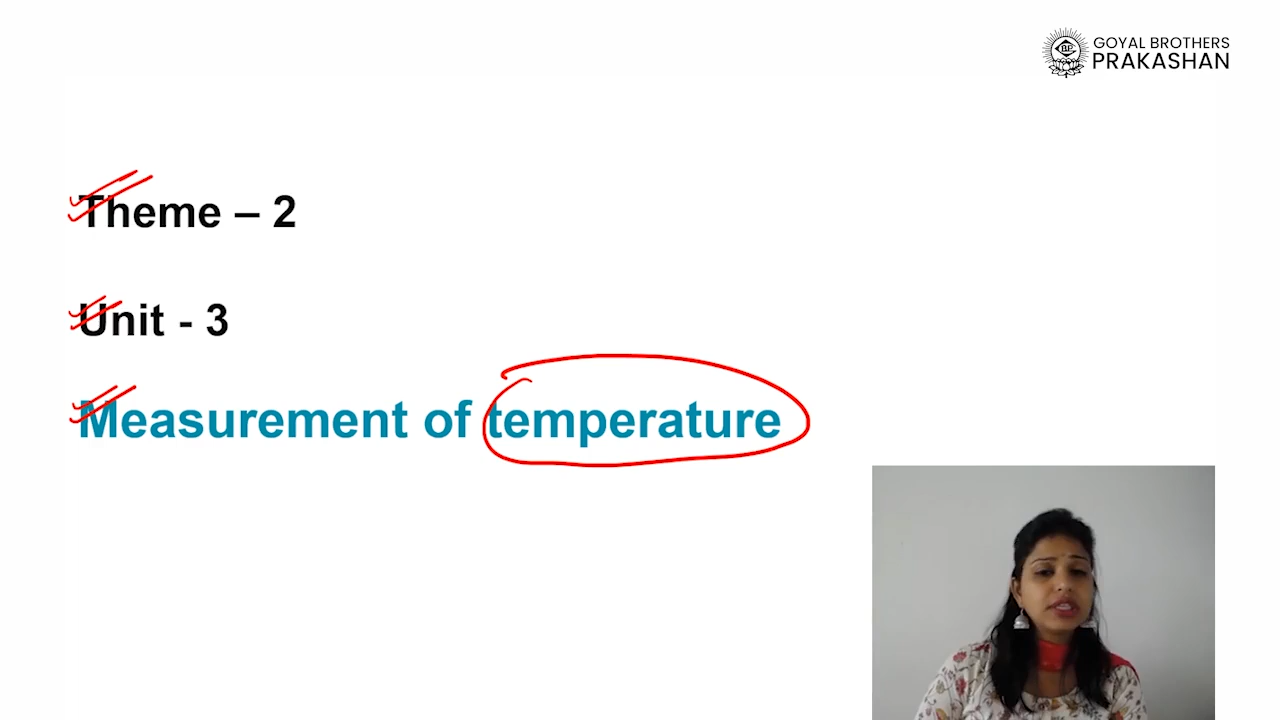 GOYAL BROTHERS
PRAKASHAN
Theme – 2
Unit - 3
Measurement of temperature